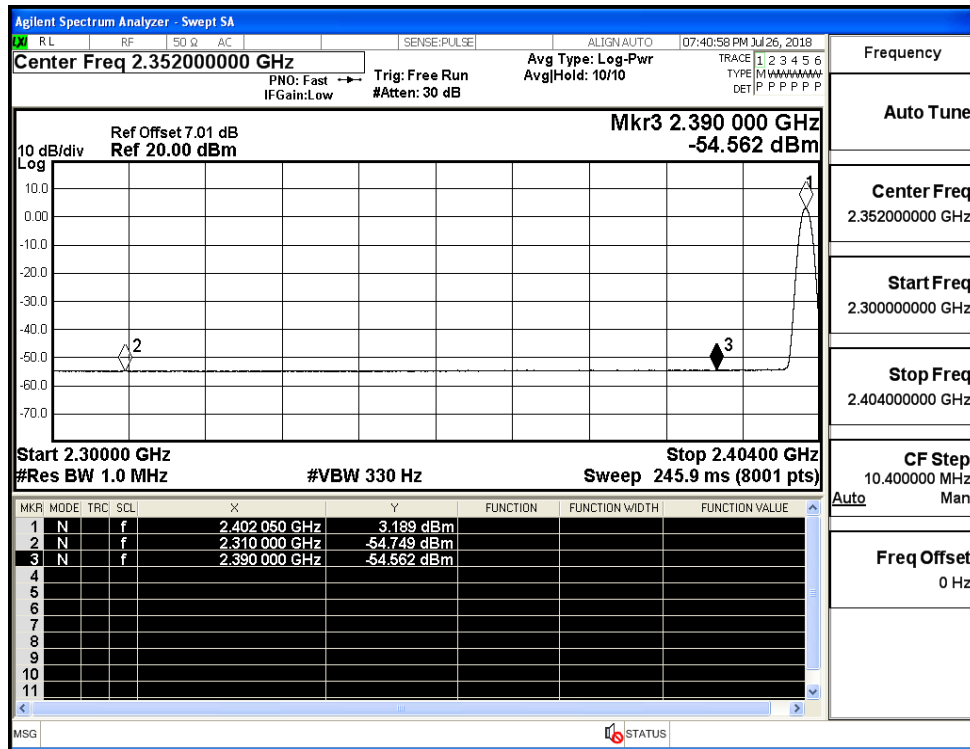 Agilent Spectrum Analyzer - Swept SA
LXI RL RF 50 Ω AC SENSE:PULSE ALIGN AUTO 07:40:58 PM Jul 26, 2018
Center Freq 2.352000000 GHz
PNO: Fast
IFGain:Low
Trig: Free Run
#Atten: 30 dB
Avg Type: Log-Pwr
Avg|Hold: 10/10
TRACE 1 2 3 4 5 6
TYPE M
DET P P P P P P
Mkr3 2.390 000 GHz
-54.562 dBm
Ref Offset 7.01 dB
10 dB/div Ref 20.00 dBm
Log
10.0
0.00
-10.0
-20.0
-30.0
-40.0
-50.0
-60.0
-70.0
1
2
3
Start 2.30000 GHz Stop 2.40400 GHz
#Res BW 1.0 MHz #VBW 330 Hz Sweep 245.9 ms (8001 pts)
MKR MODE TRC SCL X Y FUNCTION FUNCTION WIDTH FUNCTION VALUE
1 N f 2.402 050 GHz 3.189 dBm
2 N f 2.310 000 GHz -54.749 dBm
3 N f 2.390 000 GHz -54.562 dBm
4
5
6
7
8
9
10
11
MSG STATUS
Frequency
Auto Tune
Center Freq
2.352000000 GHz
Start Freq
2.300000000 GHz
Stop Freq
2.404000000 GHz
CF Step
10.400000 MHz
Auto Man
Freq Offset
0 Hz